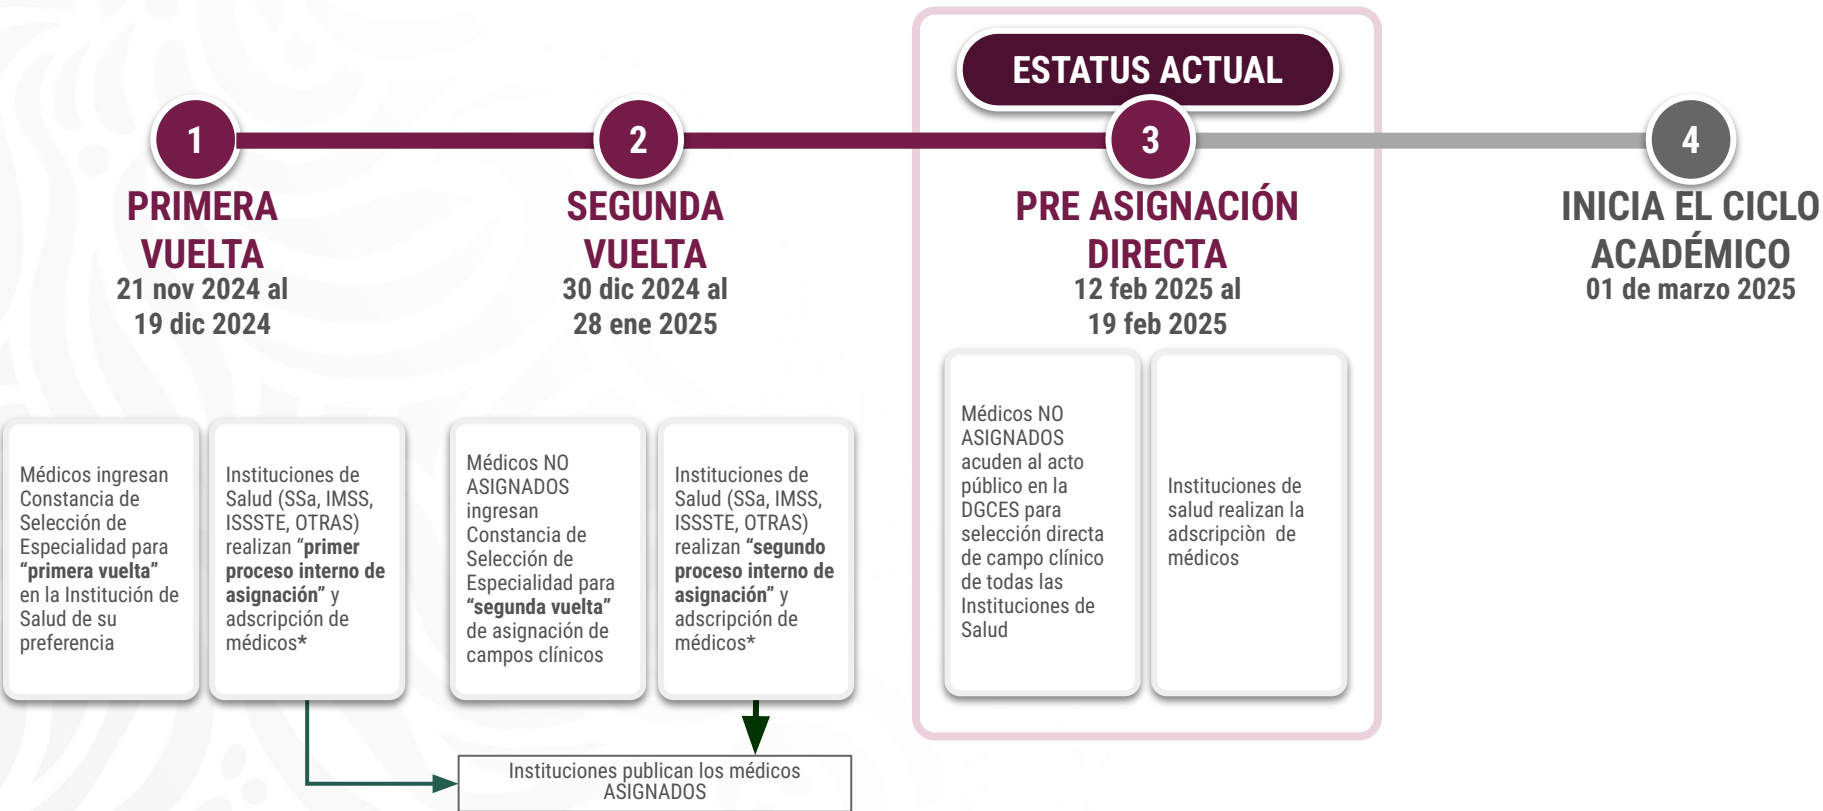 ESTATUS ACTUAL
1
PRIMERA
VUELTA
21 nov 2024 al
19 dic 2024
2
SEGUNDA
VUELTA
30 dic 2024 al
28 ene 2025
3
PRE ASIGNACIÓN
DIRECTA
12 feb 2025 al
19 feb 2025
4
INICIA EL CICLO
ACADÉMICO
01 de marzo 2025
Médicos ingresan
Constancia de
Selección de
Especialidad para
“primera vuelta”
en la Institución de
Salud de su
preferencia
Instituciones de
Salud (SSa, IMSS,
ISSSTE, OTRAS)
realizan “primer
proceso interno de
asignación” y
adscripción de
médicos*
Médicos NO
ASIGNADOS
ingresan
Constancia de
Selección de
Especialidad para
“segunda vuelta”
de asignación de
campos clínicos
Instituciones de
Salud (SSa, IMSS,
ISSSTE, OTRAS)
realizan “segundo
proceso interno de
asignación” y
adscripción de
médicos*
Médicos NO
ASIGNADOS
acuden al acto
público en la
DGCES para
selección directa
de campo clínico
de todas las
Instituciones de
Salud
Instituciones de
salud realizan la
adscripciòn de
médicos
Instituciones publican los médicos
ASIGNADOS